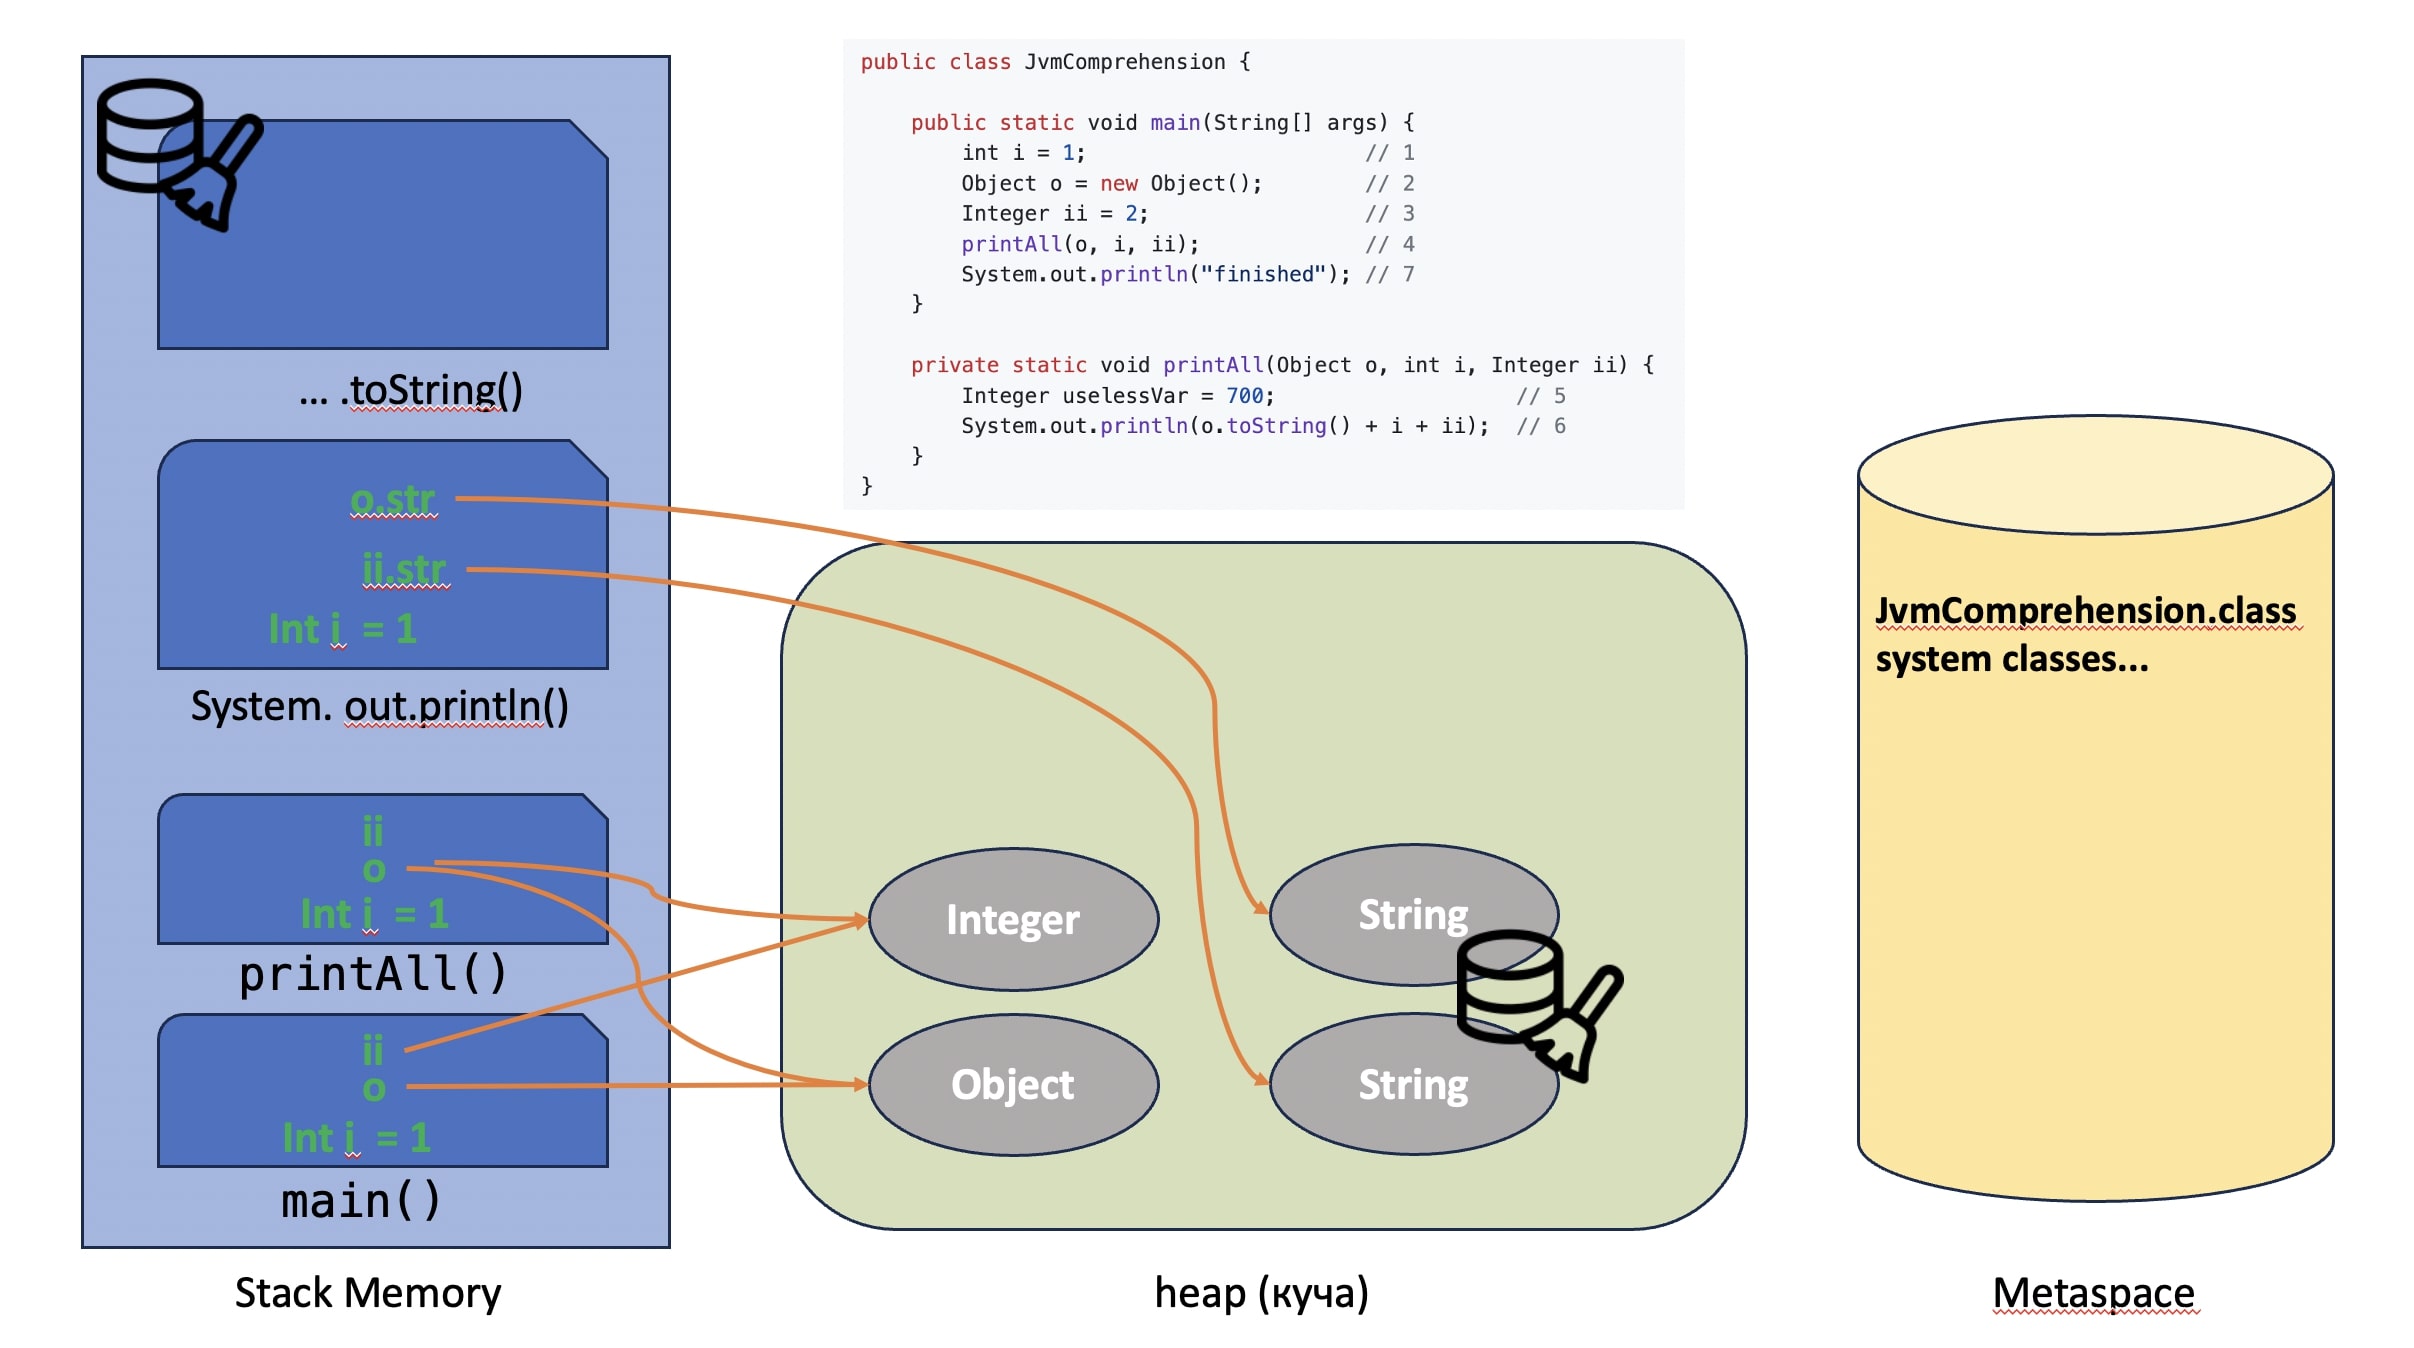 public class JvmComprehension {
public static void main(String[] args) {
int i = 1; // 1
Object o = new Object(); // 2
Integer ii = 2; // 3
printAll(o, i, ii); // 4
System.out.println("finished"); // 7
}
private static void printAll(Object o, int i, Integer ii) {
Integer uselessVar = 700; // 5
System.out.println(o.toString() + i + ii); // 6
}
}
... .toString()
o.str
ii.str
Int i = 1
System. out.println()
ii
o
Int i = 1
printAll()
ii
o
Int i = 1
main()
Stack Memory
Integer
String
Object
String
heap (куча)
JvmComprehension.class
system classes...
Metaspace